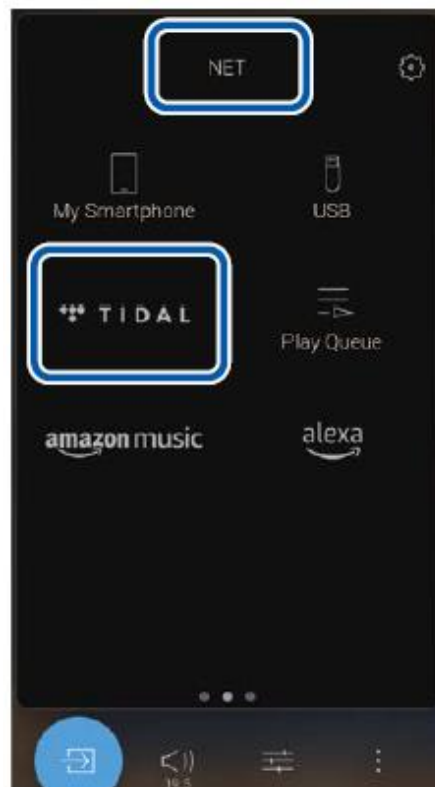 NET
My Smartphone
USB
TIDAL
Play Queue
amazon music
alexa